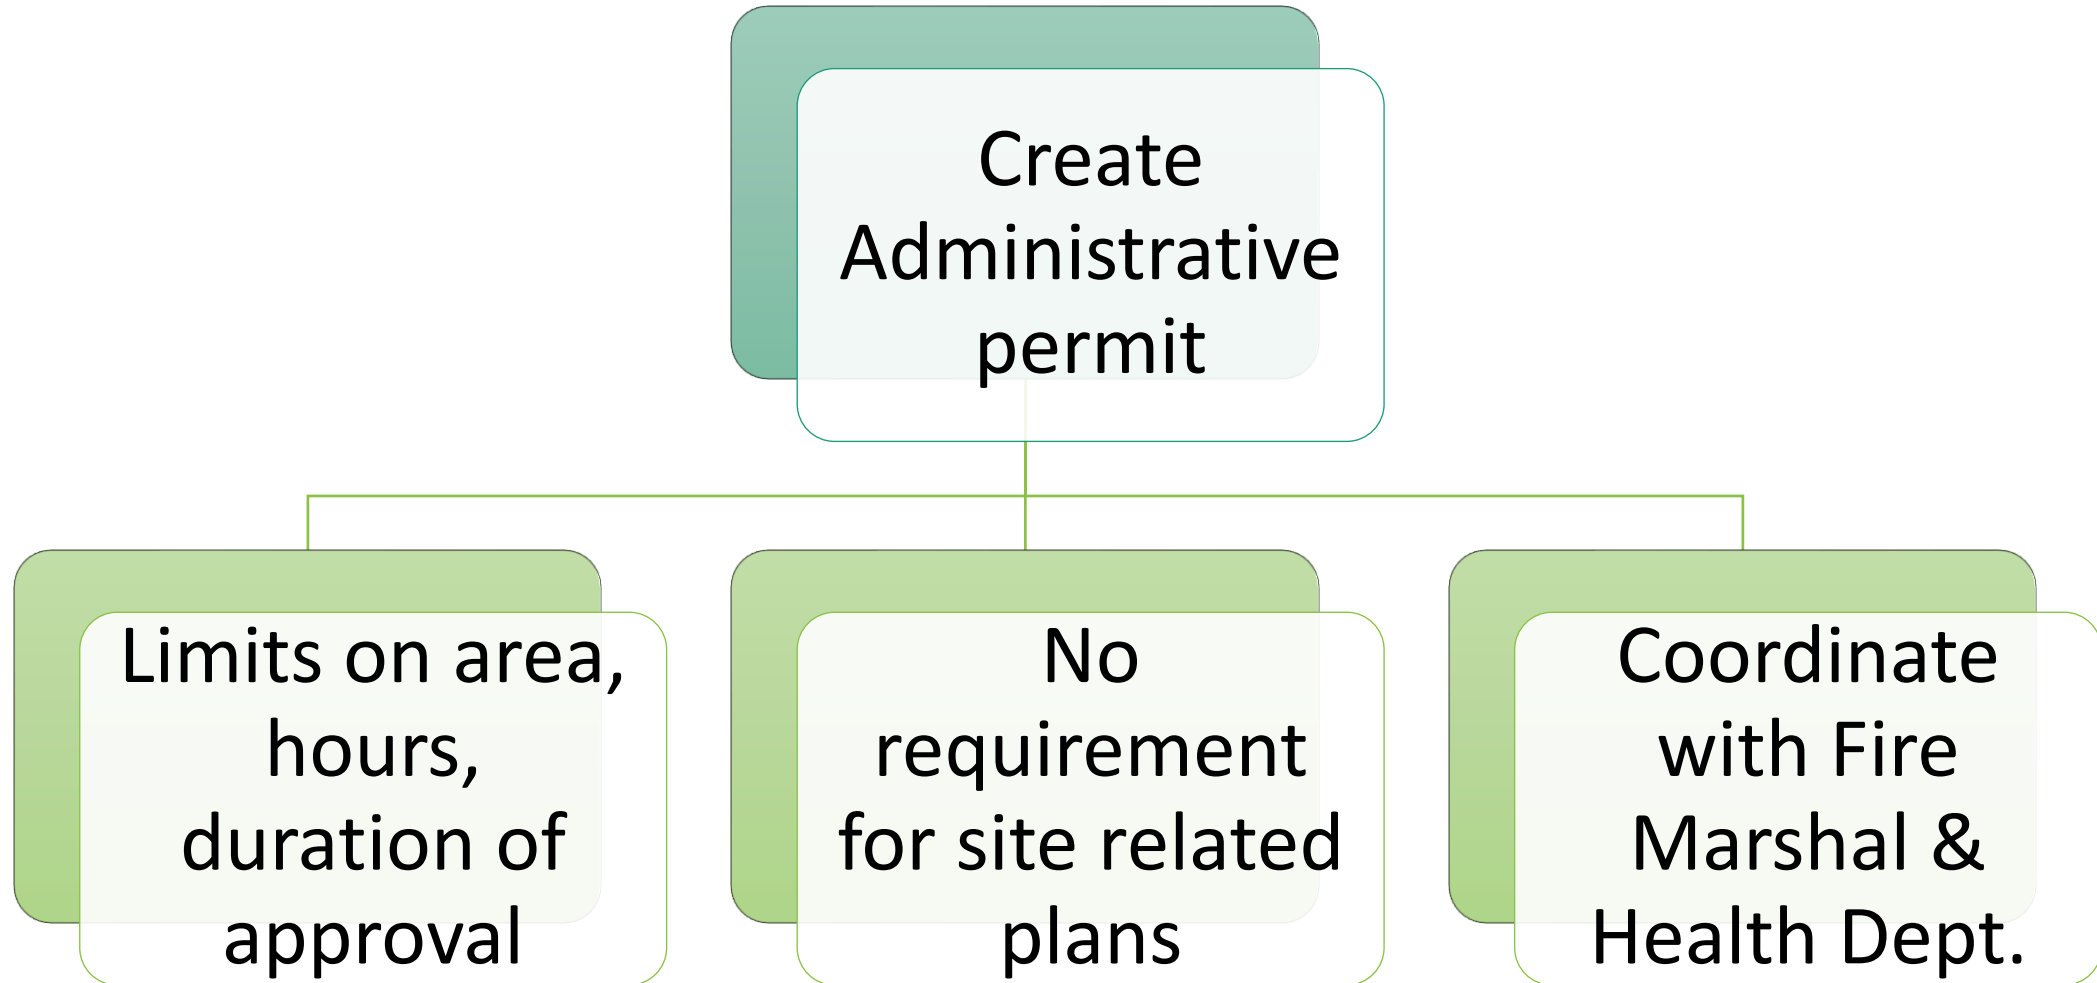 Create
Administrative
permit
Limits on area,
hours,
duration of
approval
No
requirement
for site related
plans
Coordinate
with Fire
Marshal &
Health Dept.